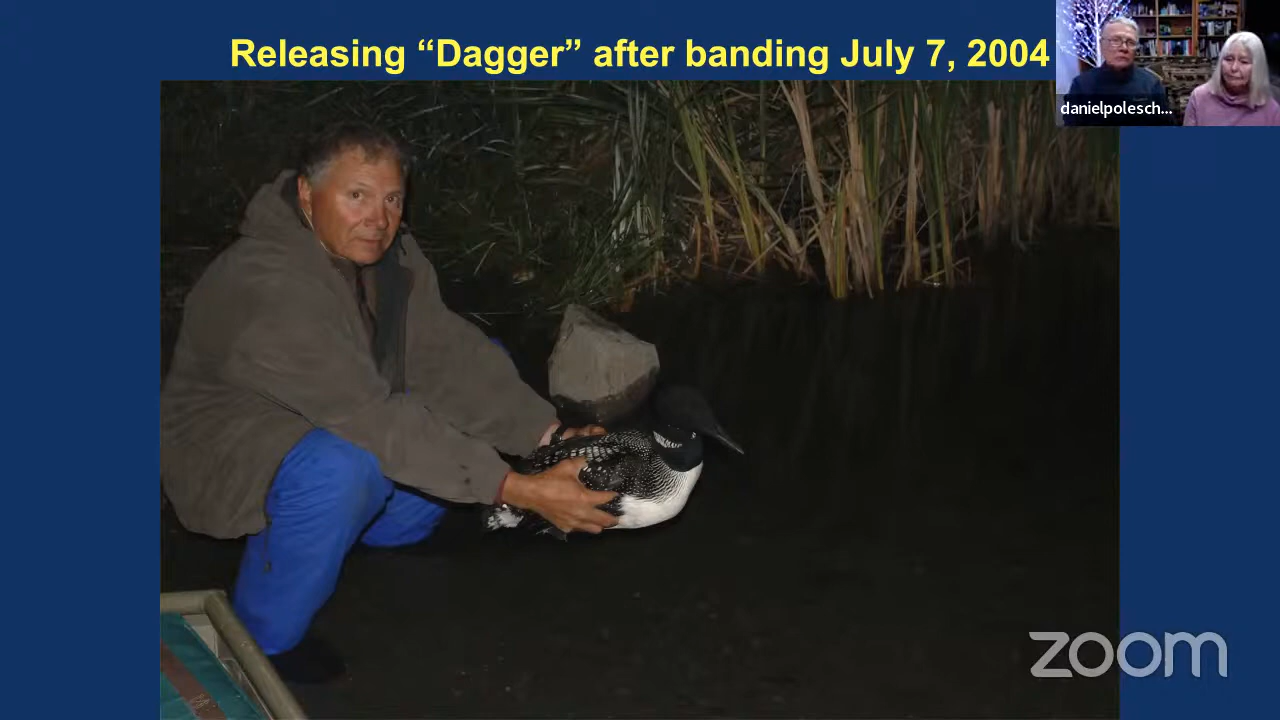 Releasing “Dagger” after banding July 7, 2004
danielpolesch...
zoom